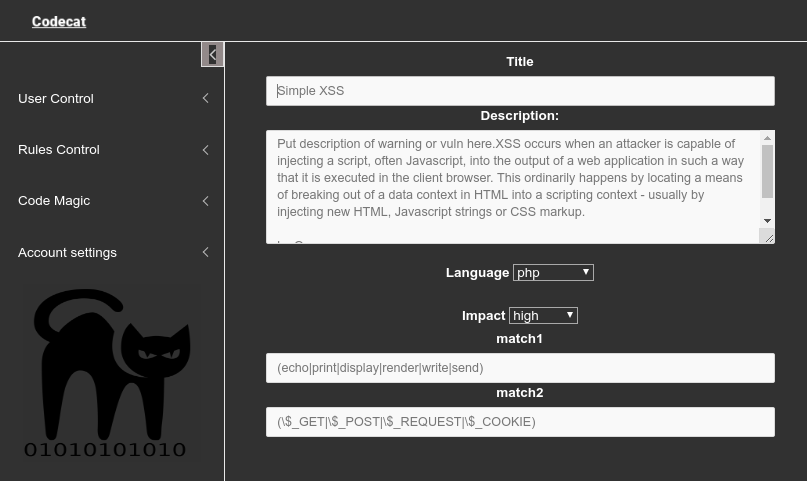 Codecat
User Control
Rules Control
Code Magic
Account settings
01010101010
Title
Simple XSS
Description:
Put description of warning or vuln here.XSS occurs when an attacker is capable of
injecting a script, often Javascript, into the output of a web application in such a way
that it is executed in the client browser. This ordinarily happens by locating a means
of breaking out of a data context in HTML into a scripting context - usually by
injecting new HTML, Javascript strings or CSS markup.
Language php
Impact high
match1
(echo|print|display|render|write|send)
match2
(\$_GET|\$_POST|\$_REQUEST|\$_COOKIE)